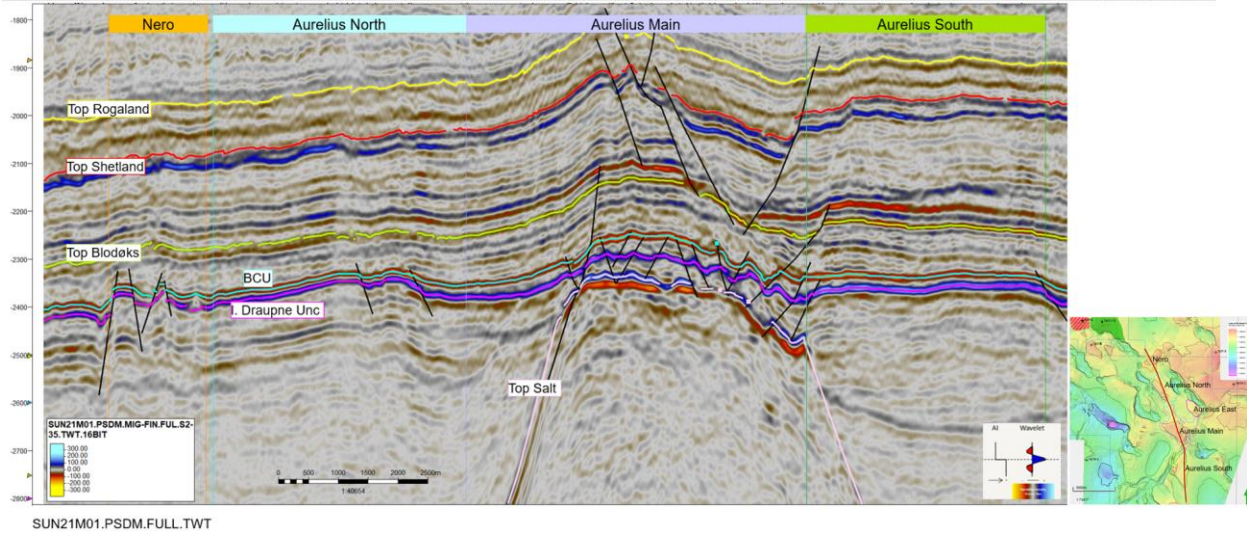 Nero
Aurelius North
Aurelius Main
Aurelius South
-1800
-1900
-2000
-2100
-2200
-2300
-2400
-2500
-2600
-2700
-2800
Top Rogaland
Top Shetland
Top Blodøks
BCU
I. Draupne Unc
Top Salt
SUN21M01.PSDM.MIG-FIN.FUL.S2-
35.TWT.16BIT
300.00
200.00
100.00
0.00
-100.00
-200.00
-300.00
0 500 1000 1500 2000 2500m
1:40654
AI
Wavelet
Nero
Aurelius North
Aurelius East
Aurelius Main
Aurelius South
SUN21M01.PSDM.FULL.TWT